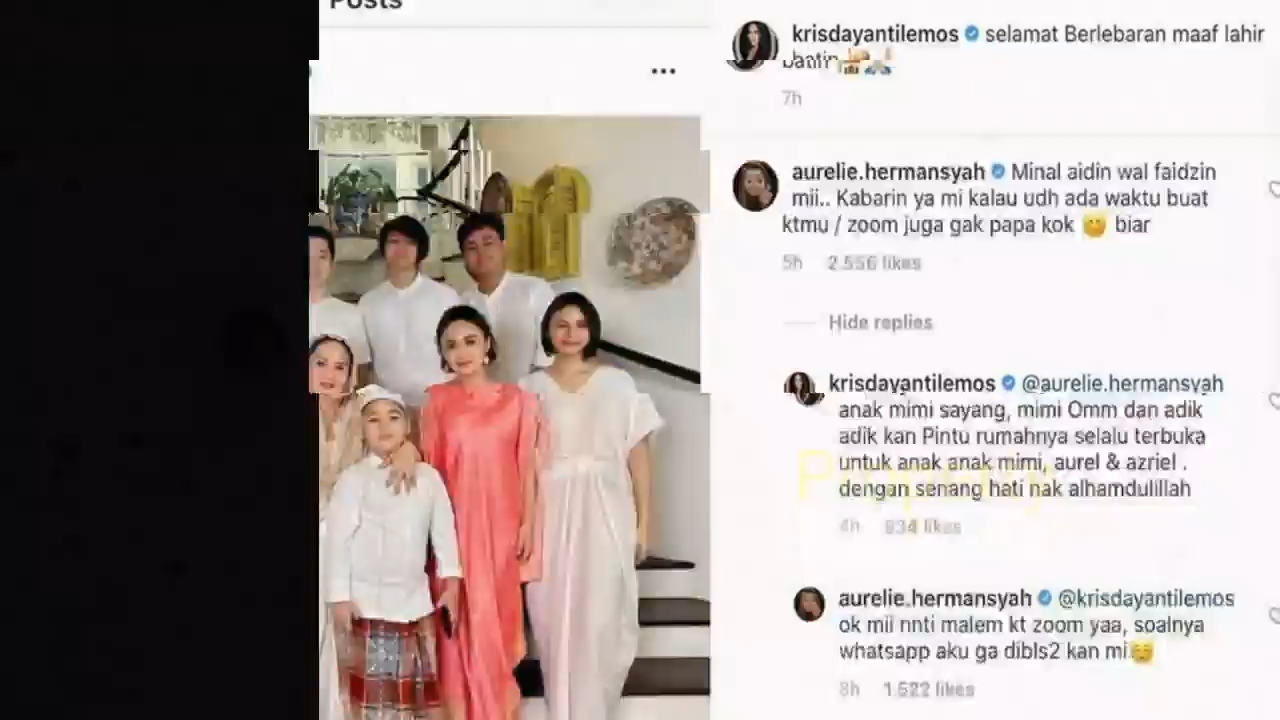 Posts
krisdayantilemos selamat Berlebaran maaf lahir
batin
7h
aurelie.hermansyah Minal aidin wal faidzin
mii.. Kabarin ya mi kalau udh ada waktu buat
ktmu / zoom juga gak papa kok biar
5h 2.556 likes
Hide replies
krisdayantilemos @aurelie.hermansyah
anak mimi sayang, mimi Omm dan adik
adik kan Pintu rumahnya selalu terbuka
untuk anak anak mimi, aurel & azriel .
dengan senang hati nak alhamdulillah
4h 934 likes
aurelie.hermansyah @krisdayantilemos
ok mii nnti malem kt zoom yaa, soalnya
whatsapp aku ga dibls2 kan mi
3h 1.522 likes